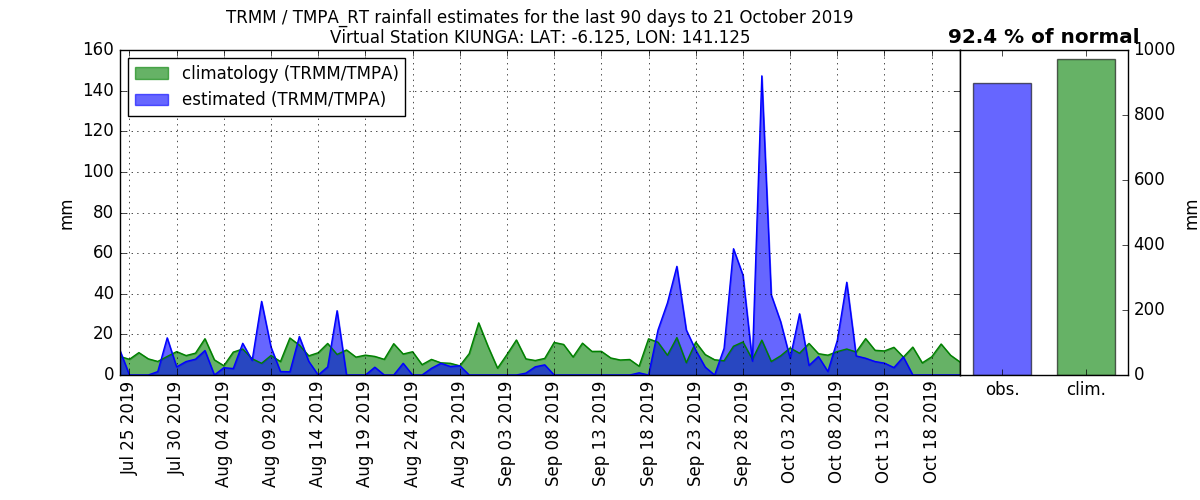 TRMM / TMPA_RT rainfall estimates for the last 90 days to 21 October 2019
Virtual Station KIUNGA: LAT: -6.125, LON: 141.125
92.4 % of normal
climatology (TRMM/TMPA)
estimated (TRMM/TMPA)
160
140
120
100
80
60
40
20
0
mm
Jul 25 2019
Jul 30 2019
Aug 04 2019
Aug 09 2019
Aug 14 2019
Aug 19 2019
Aug 24 2019
Aug 29 2019
Sep 03 2019
Sep 08 2019
Sep 13 2019
Sep 18 2019
Sep 23 2019
Sep 28 2019
Oct 03 2019
Oct 08 2019
Oct 13 2019
Oct 18 2019
obs.
clim.
1000
800
600
400
200
0
mm